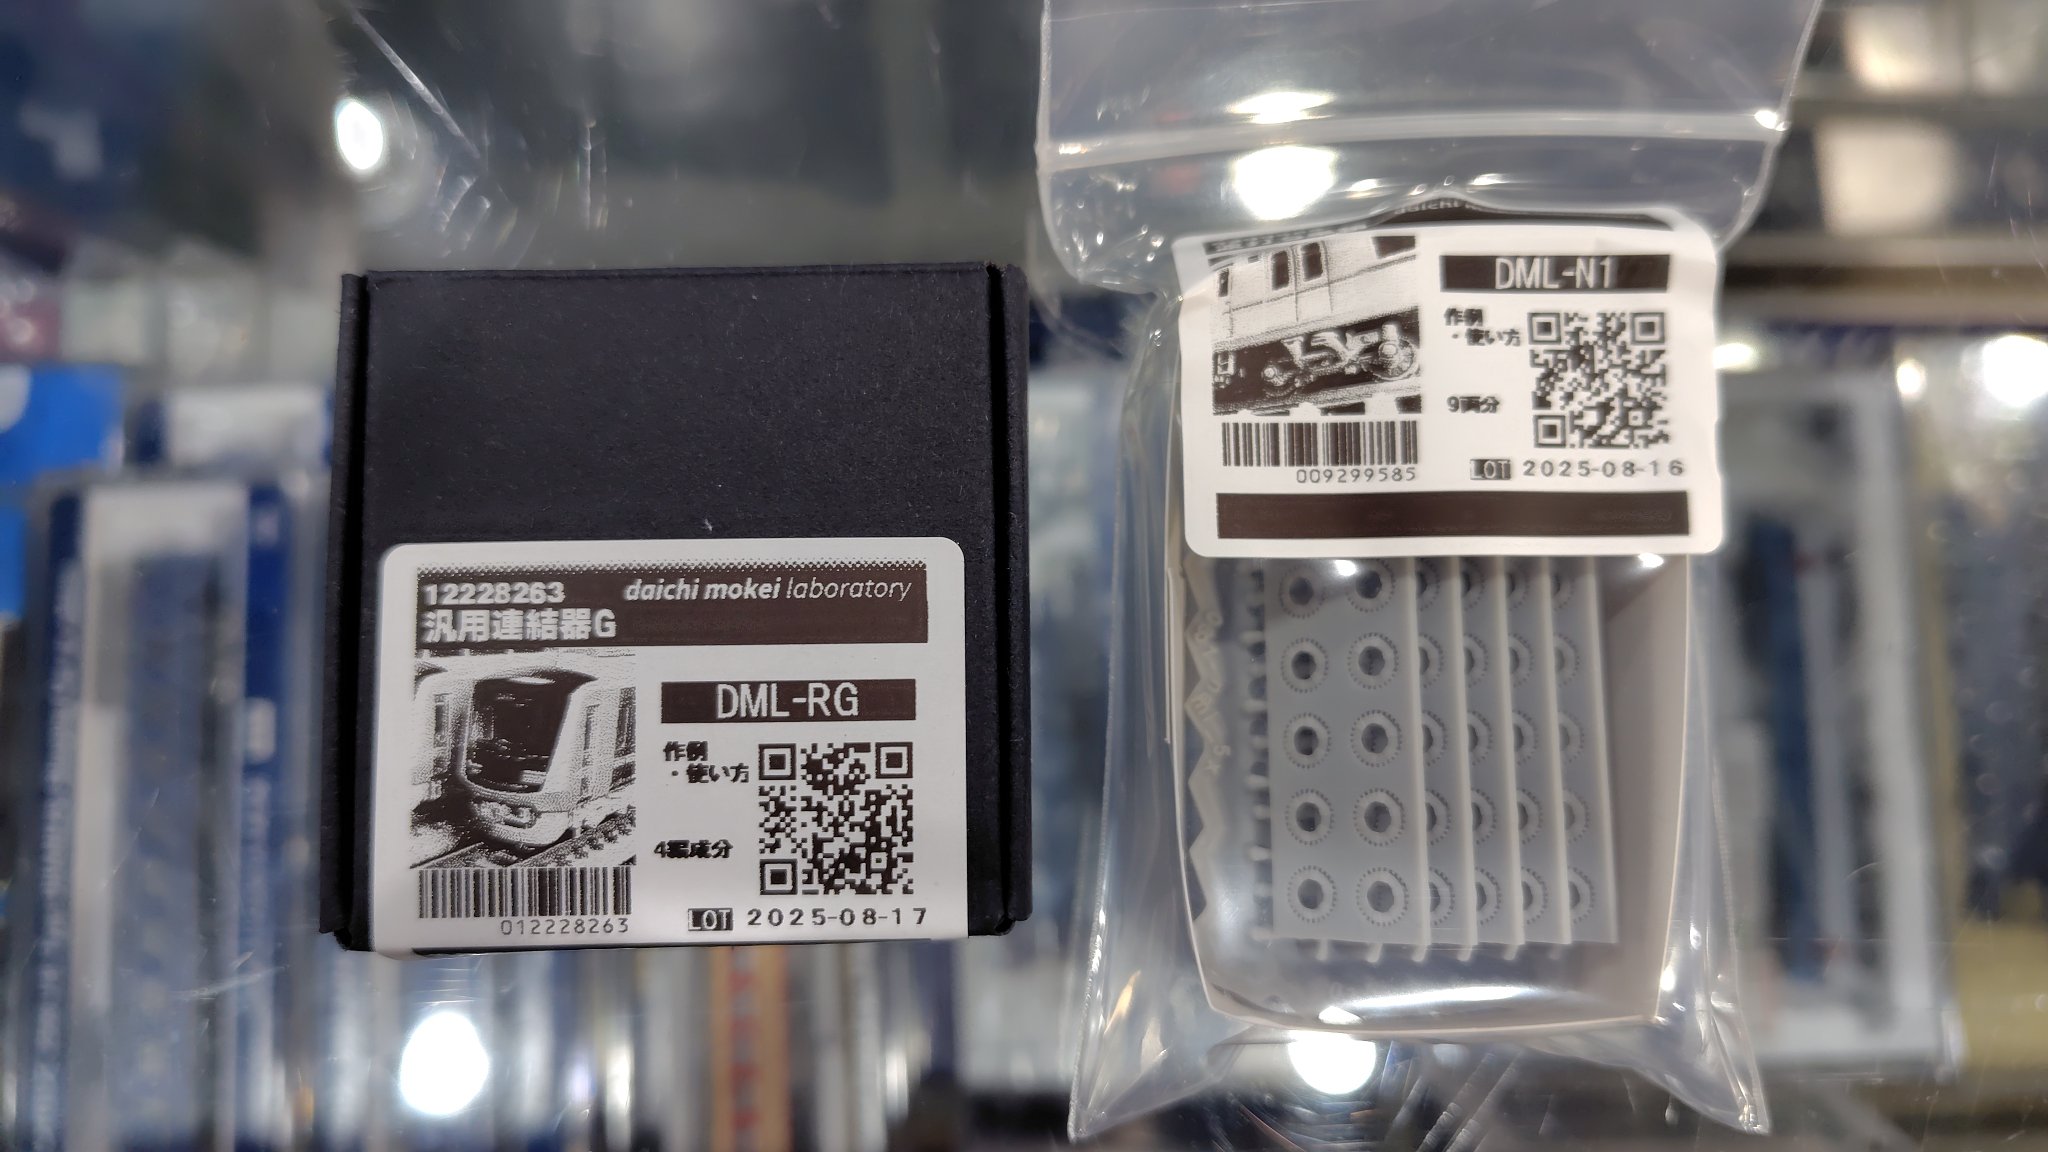 12228263
daichi mokei laboratory
汎用連結器G
DML-RG
作例
・使い方
4編成分
012228263
LOT 2025-08-17
DML-N1
作例
・使い方
9両分
009299585
LOT 2025-08-16